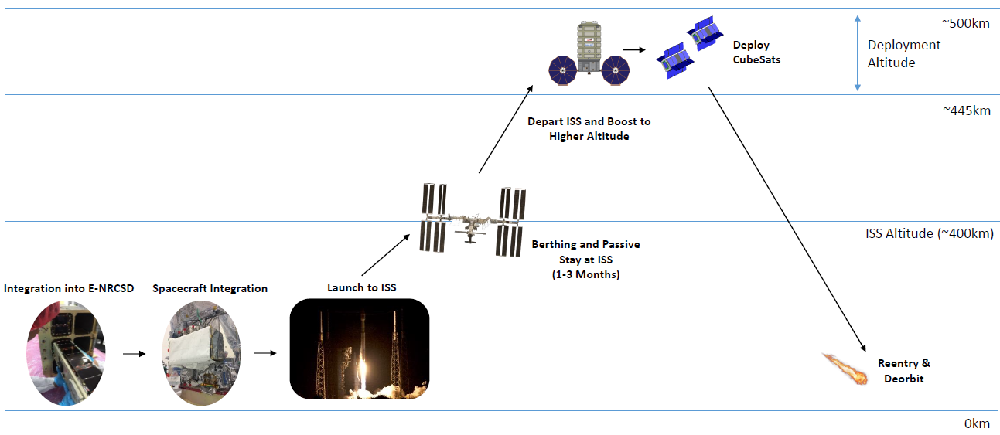 ~500km
Deployment
Altitude
Deploy
CubeSats
~445km
Depart ISS and Boost to
Higher Altitude
ISS Altitude (~400km)
Berthing and Passive
Stay at ISS
(1-3 Months)
Integration into E-NRCSD
Spacecraft Integration
Launch to ISS
Reentry &
Deorbit
0km